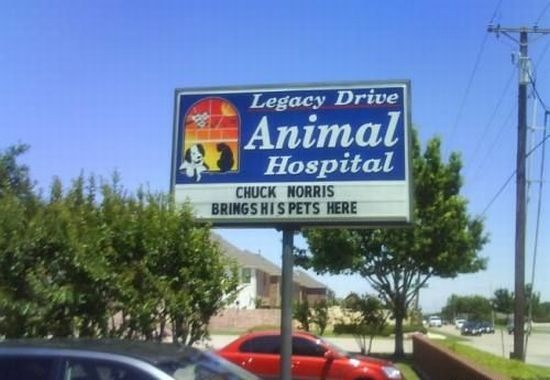 Legacy Drive
Animal
Hospital
CHUCK NORRIS
BRINGS HIS PETS HERE